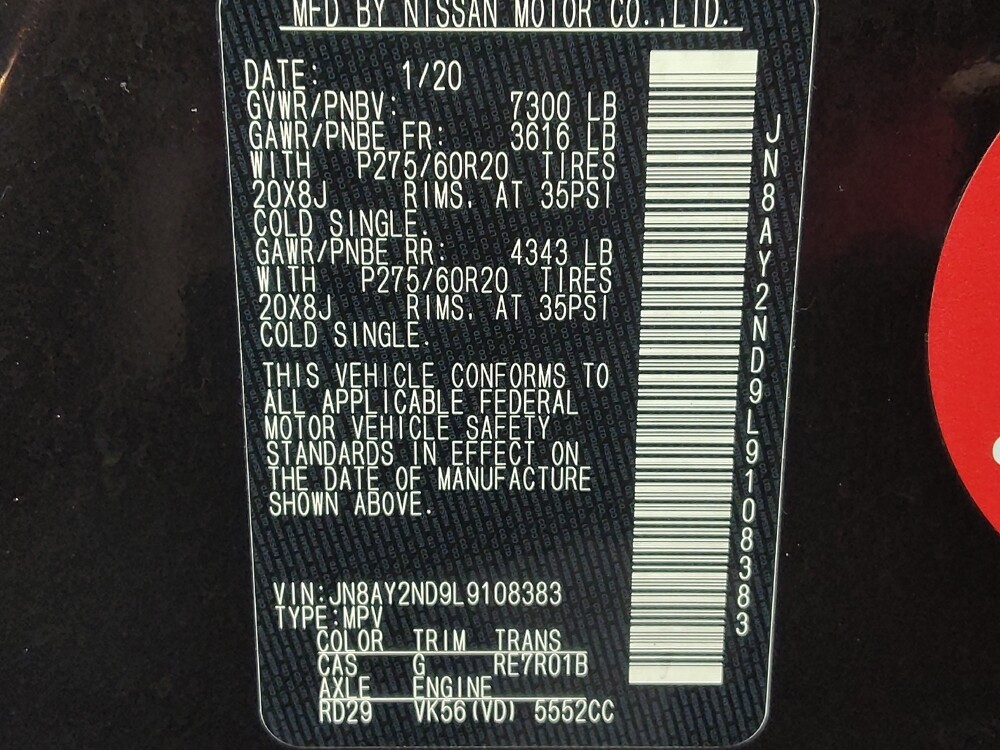 MFD BY NISSAN MOTOR CO.,LTD.
DATE: 1/20
GVWR/PNBV: 7300 LB
GAWR/PNBE FR: 3616 LB
WITH P275/60R20 TIRES
20X8J RIMS, AT 35PSI
COLD SINGLE.
GAWR/PNBE RR: 4343 LB
WITH P275/60R20 TIRES
20X8J RIMS, AT 35PSI
COLD SINGLE.
THIS VEHICLE CONFORMS TO
ALL APPLICABLE FEDERAL
MOTOR VEHICLE SAFETY
STANDARDS IN EFFECT ON
THE DATE OF MANUFACTURE
SHOWN ABOVE.
VIN:JN8AY2ND9L9108383
TYPE:MPV
COLOR TRIM TRANS
CAS G RE7R01B
AXLE ENGINE
RD29 VK56(VD) 5552CC
JN8AY2ND9L9108383